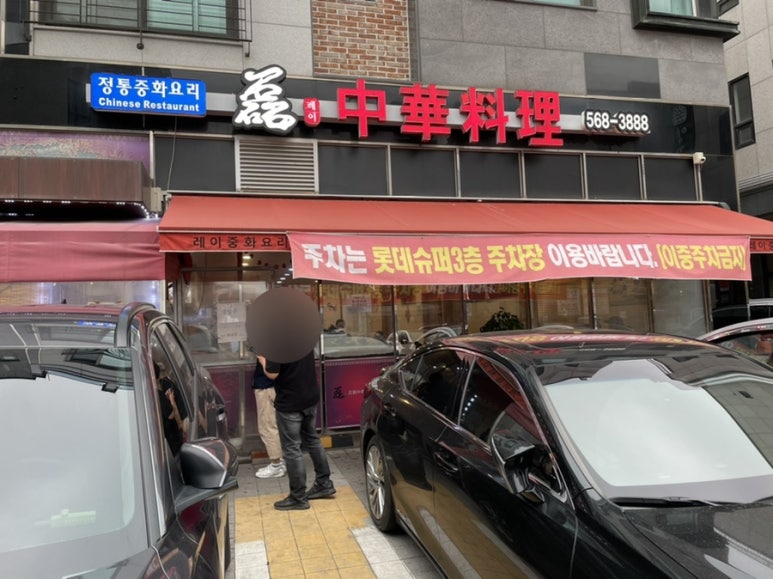 정통중화요리
Chinese Restaurant
磊
레이
中華料理
568-3888
레이중화요리
주차는 롯데슈퍼3층 주차장 이용바랍니다. [이중주차금지]
磊